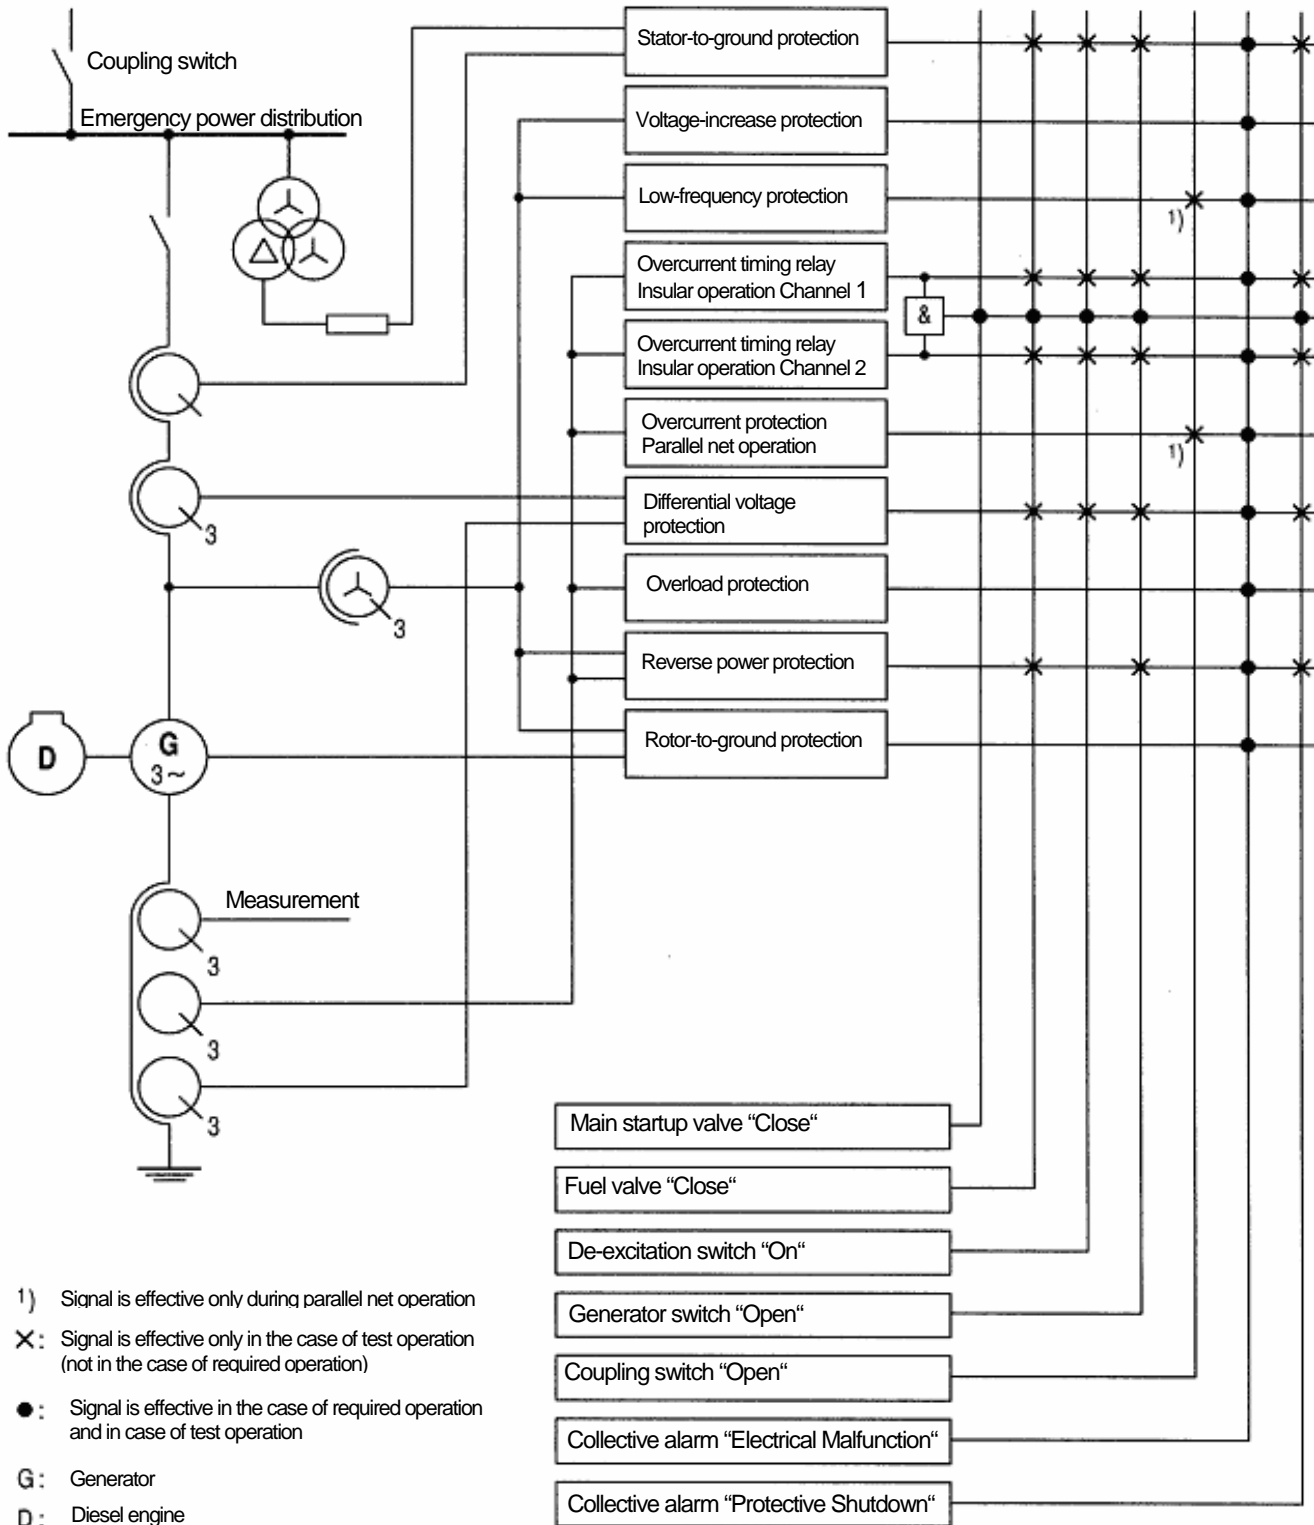 Coupling switch
Emergency power distribution
Stator-to-ground protection
Voltage-increase protection
Low-frequency protection
1)
Overcurrent timing relay
Insular operation Channel 1
&
Overcurrent timing relay
Insular operation Channel 2
Overcurrent protection
Parallel net operation
1)
Differential voltage
protection
3
Overload protection
3
Reverse power protection
Rotor-to-ground protection
D
G
3~
Measurement
3
3
3
Main startup valve “Close“
Fuel valve “Close“
De-excitation switch “On“
Generator switch “Open“
Coupling switch “Open“
Collective alarm “Electrical Malfunction“
Collective alarm “Protective Shutdown“
1) Signal is effective only during parallel net operation
×: Signal is effective only in the case of test operation
(not in the case of required operation)
●: Signal is effective in the case of required operation
and in case of test operation
G: Generator
D: Diesel engine